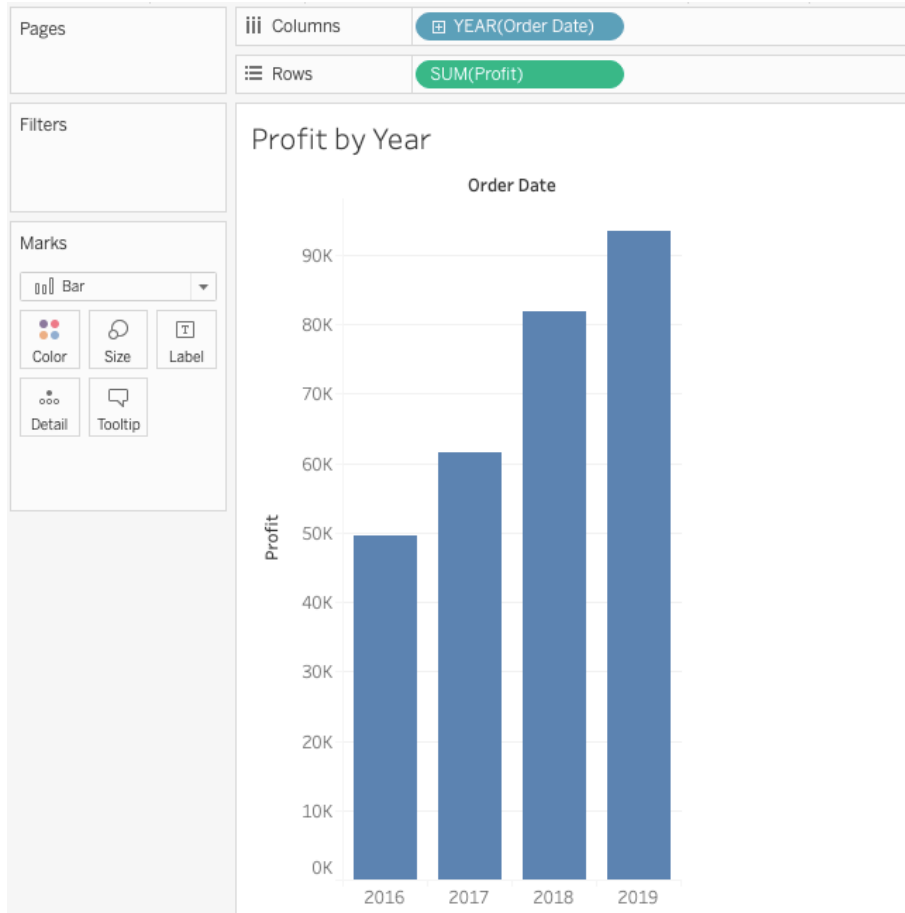 Pages
Columns
YEAR(Order Date)
Rows
SUM(Profit)
Filters
Marks
Bar
Color
Size
T
Label
Detail
Tooltip
Profit by Year
Order Date
Profit
90K
80K
70K
60K
50K
40K
30K
20K
10K
0K
2016 2017 2018 2019